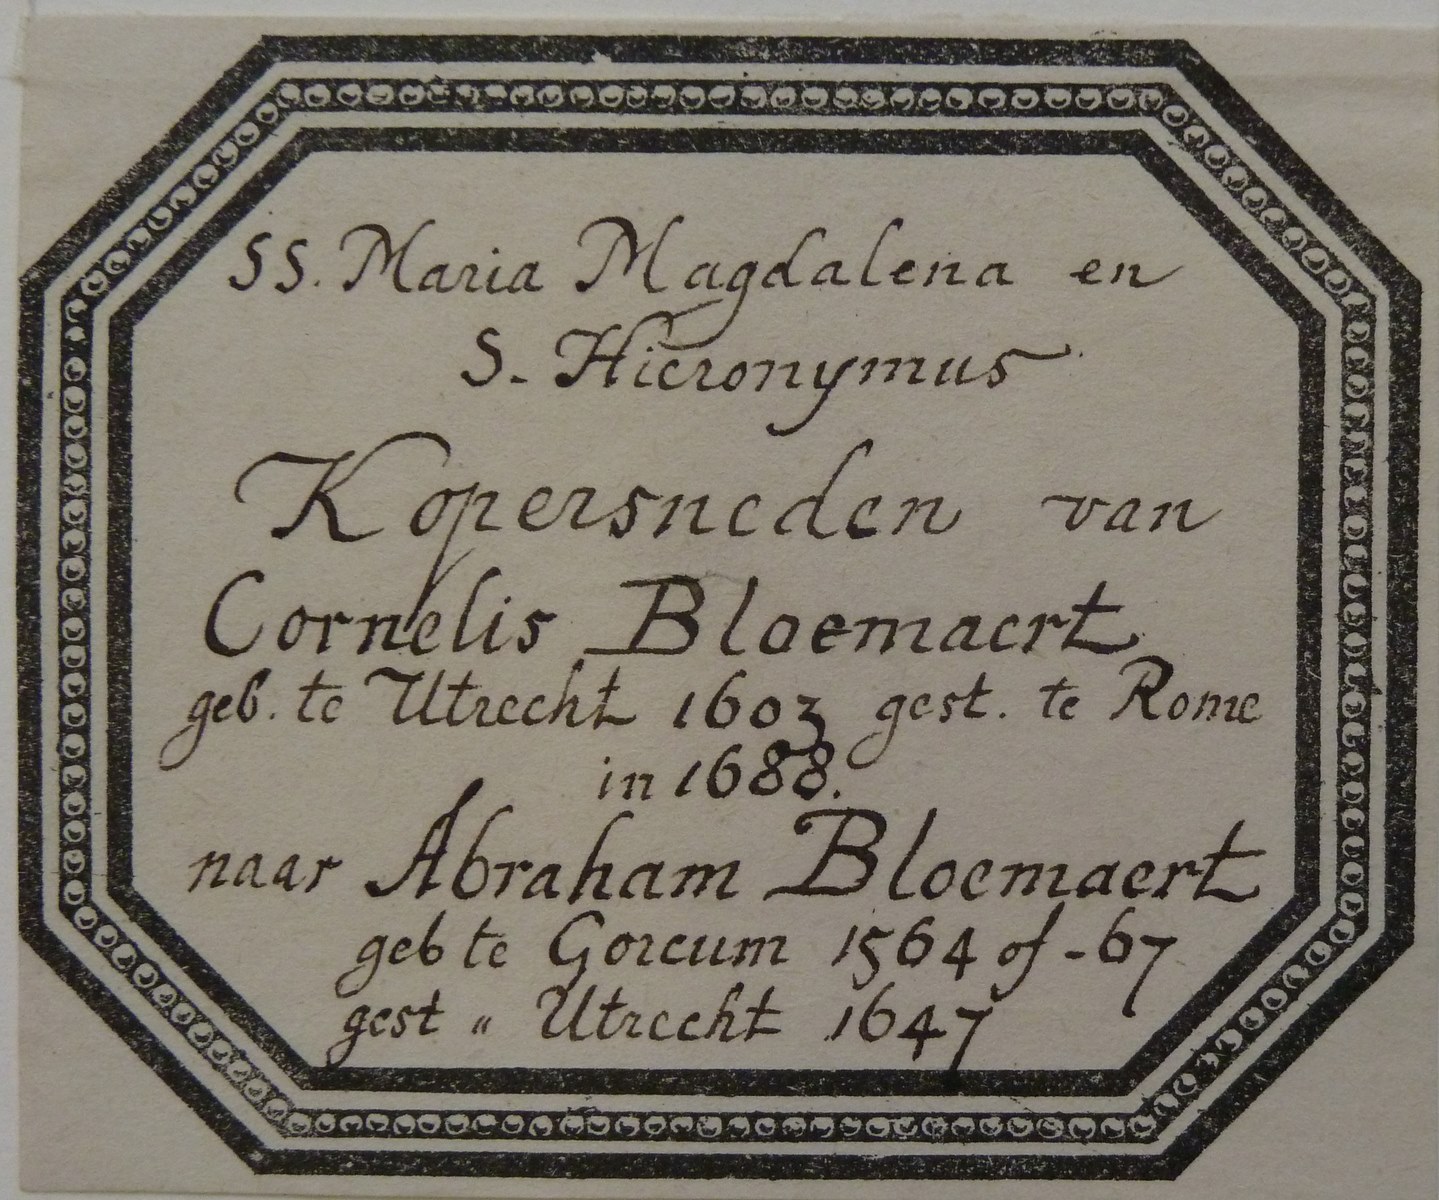 SS. Maria Magdalena en
S. Hieronymus
Kopersneden van
Cornelis Bloemaert
geb. te Utrecht 1603 gest. te Rome
in 1688.
naar Abraham Bloemaert
geb te Gorcum 1564 of -67
gest „ Utrecht 1647